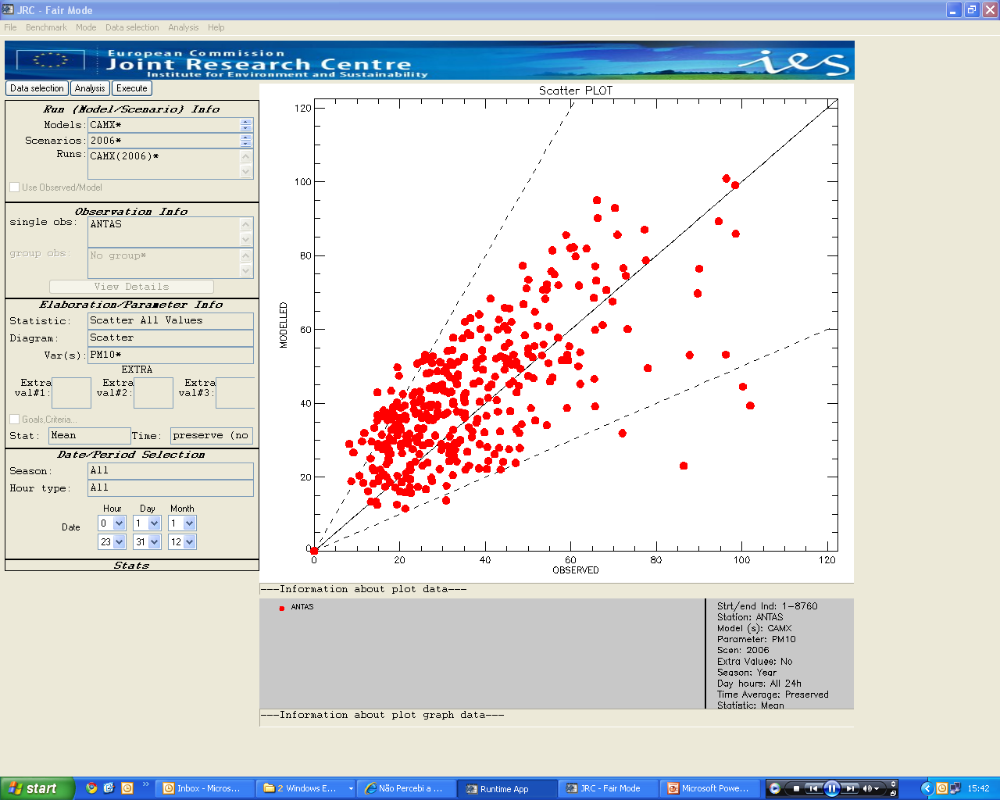 JRC - Fair Mode
File Benchmark Mode Data selection Analysis Help
European Commission
Joint Research Centre
Institute for Environment and Sustainability
ies
Data selection Analysis Execute
Run (Model/Scenario) Info
Models: CAMX*
Scenarios: 2006*
Runs: CAMX(2006)*
Use Observed/Model
Observation Info
single obs: ANTAS
group obs: No group*
View Details
Elaboration/Parameter Info
Statistic: Scatter All Values
Diagram: Scatter
Var(s): PM10*
EXTRA
Extra val#1: Extra val#2: Extra val#3:
Goals,Criteria...
Stat: Mean Time: preserve (no
Date/Period Selection
Season: All
Hour type: All
Hour Day Month
Date 0 1 1
23 31 12
Stats
Scatter PLOT
120
100
80
60
40
20
0
MODELLED
0 20 40 60 80 100 120
OBSERVED
---Information about plot data---
ANTAS
Strt/end Ind: 1-8760
Station: ANTAS
Model (s): CAMX
Parameter: PM10
Scen: 2006
Extra Values: No
Season: Year
Day hours: All 24h
Time Average: Preserved
Statistic: Mean
---Information about plot graph data---
start Inbox - Micros... 2 Windows E... Não Percebi a ... Runtime App JRC - Fair Mode Microsoft Powe... 15:42